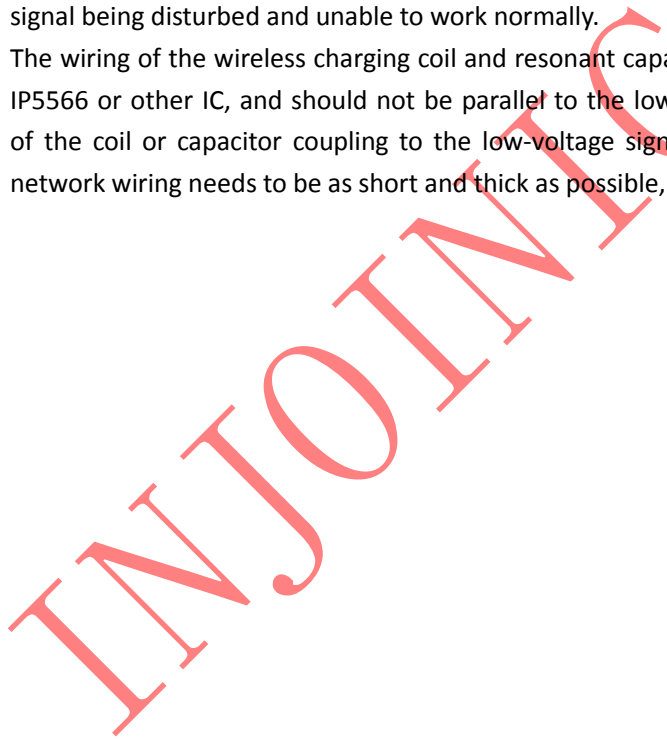 signal being disturbed and unable to work normally.
The wiring of the wireless charging coil and resonant capa
IP5566 or other IC, and should not be parallel to the low
of the coil or capacitor coupling to the low-voltage sign
network wiring needs to be as short and thick as possible,
INJOINIC